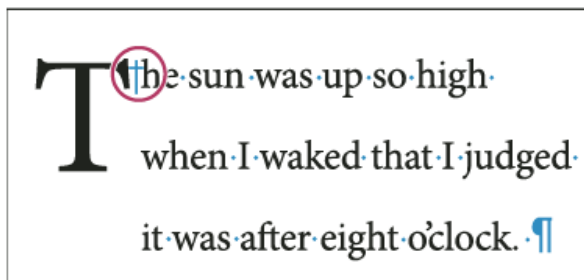 The·sun·was·up·so·high·
when·I·waked·that·I·judged·
it·was·after·eight·o’clock.·¶